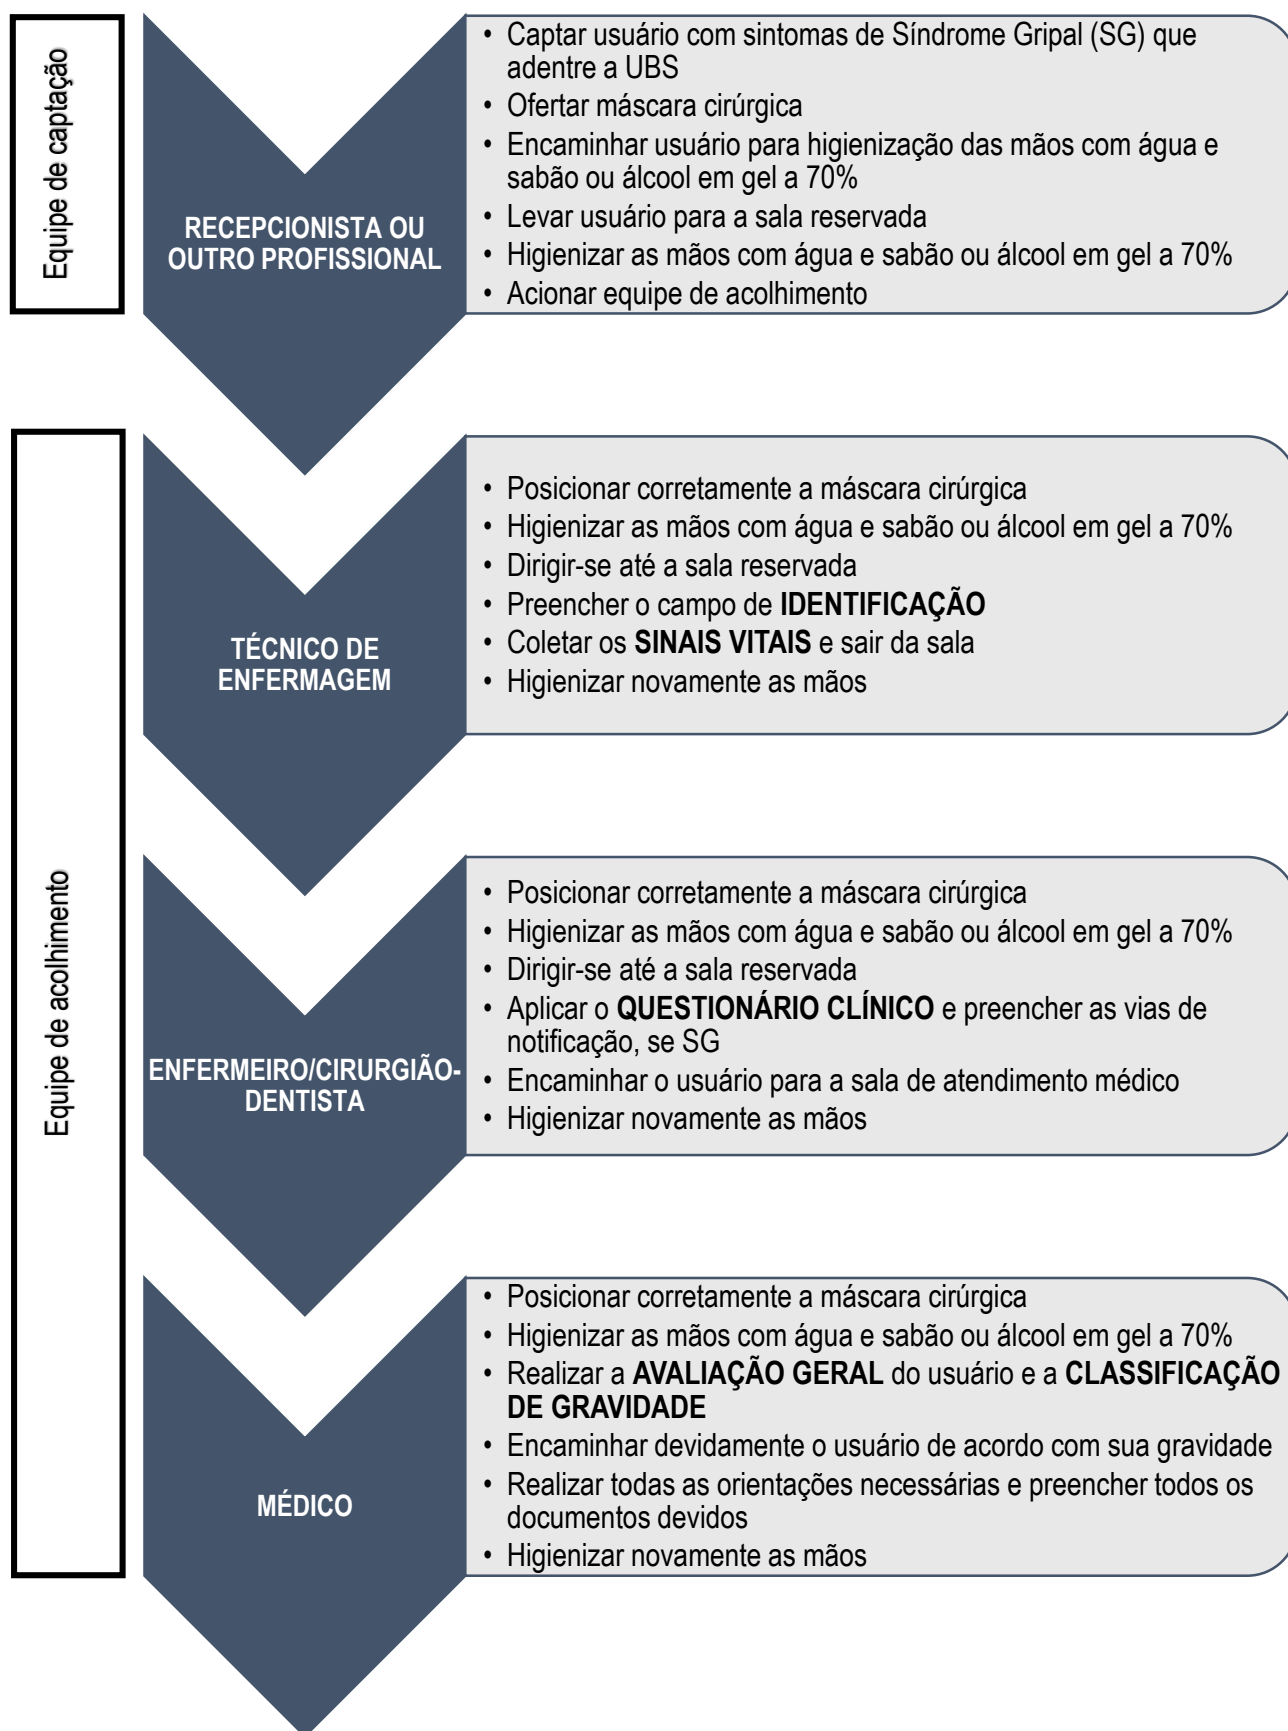 Equipe de captação
RECEPCIONISTA OU
OUTRO PROFISSIONAL
• Captar usuário com sintomas de Síndrome Gripal (SG) que
adentre a UBS
• Ofertar máscara cirúrgica
• Encaminhar usuário para higienização das mãos com água e
sabão ou álcool em gel a 70%
• Levar usuário para a sala reservada
• Higienizar as mãos com água e sabão ou álcool em gel a 70%
• Acionar equipe de acolhimento
Equipe de acolhimento
TÉCNICO DE
ENFERMAGEM
• Posicionar corretamente a máscara cirúrgica
• Higienizar as mãos com água e sabão ou álcool em gel a 70%
• Dirigir-se até a sala reservada
• Preencher o campo de IDENTIFICAÇÃO
• Coletar os SINAIS VITAIS e sair da sala
• Higienizar novamente as mãos
ENFERMEIRO/CIRURGIÃO-
DENTISTA
• Posicionar corretamente a máscara cirúrgica
• Higienizar as mãos com água e sabão ou álcool em gel a 70%
• Dirigir-se até a sala reservada
• Aplicar o QUESTIONÁRIO CLÍNICO e preencher as vias de
notificação, se SG
• Encaminhar o usuário para a sala de atendimento médico
• Higienizar novamente as mãos
MÉDICO
• Posicionar corretamente a máscara cirúrgica
• Higienizar as mãos com água e sabão ou álcool em gel a 70%
• Realizar a AVALIAÇÃO GERAL do usuário e a CLASSIFICAÇÃO
DE GRAVIDADE
• Encaminhar devidamente o usuário de acordo com sua gravidade
• Realizar todas as orientações necessárias e preencher todos os
documentos devidos
• Higienizar novamente as mãos